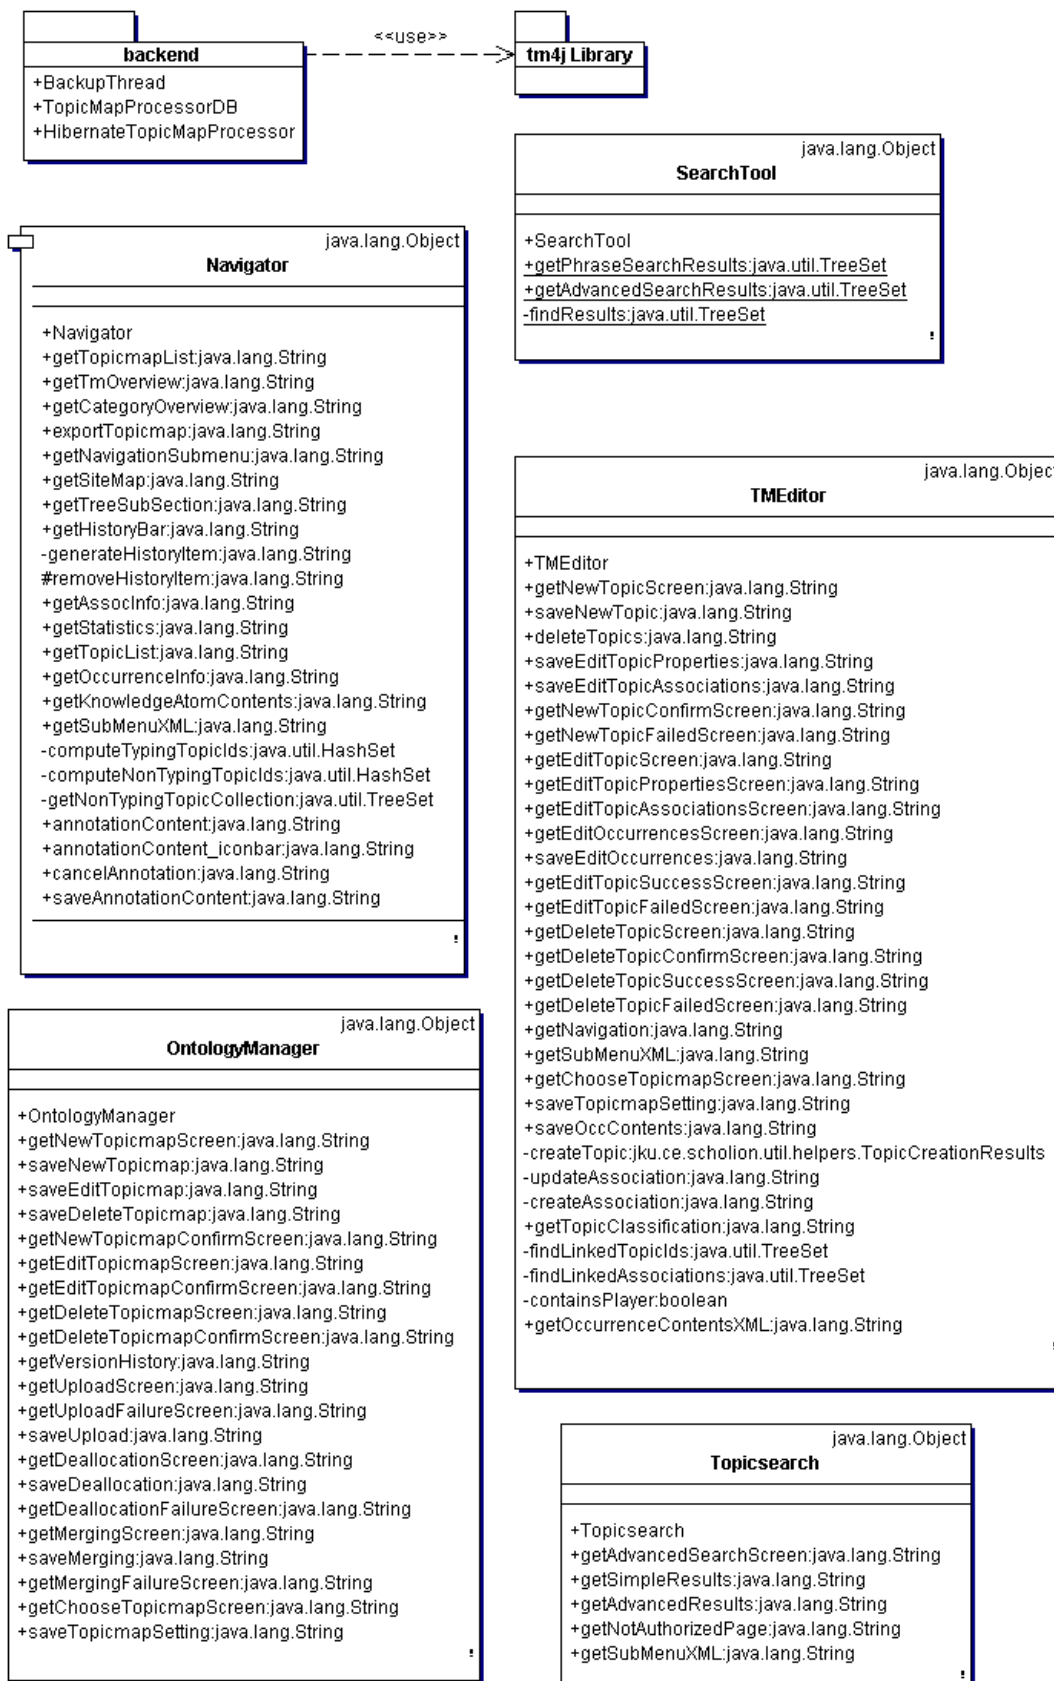 backend
+BackupThread
+TopicMapProcessorDB
+HibernateTopicMapProcessor
<<use>>
tm4j Library
java.lang.Object
SearchTool
+SearchTool
+getPhraseSearchResults:java.util.TreeSet
+getAdvancedSearchResults:java.util.TreeSet
-findResults:java.util.TreeSet
java.lang.Object
Navigator
+Navigator
+getTopicmapList:java.lang.String
+getTmOverview:java.lang.String
+getCategoryOverview:java.lang.String
+exportTopicmap:java.lang.String
+getNavigationSubmenu:java.lang.String
+getSiteMap:java.lang.String
+getTreeSubSection:java.lang.String
+getHistoryBar:java.lang.String
-generateHistoryItem:java.lang.String
#removeHistoryItem:java.lang.String
+getAssocInfo:java.lang.String
+getStatistics:java.lang.String
+getTopicList:java.lang.String
+getOccurrenceInfo:java.lang.String
+getKnowledgeAtomContents:java.lang.String
+getSubMenuXML:java.lang.String
-computeTypingTopicIds:java.util.HashSet
-computeNonTypingTopicIds:java.util.HashSet
-getNonTypingTopicCollection:java.util.TreeSet
+annotationContent:java.lang.String
+annotationContent_iconbar:java.lang.String
+cancelAnnotation:java.lang.String
+saveAnnotationContent:java.lang.String
java.lang.Object
TMEditor
+TMEditor
+getNewTopicScreen:java.lang.String
+saveNewTopic:java.lang.String
+deleteTopics:java.lang.String
+saveEditTopicProperties:java.lang.String
+saveEditTopicAssociations:java.lang.String
+getNewTopicConfirmScreen:java.lang.String
+getNewTopicFailedScreen:java.lang.String
+getEditTopicScreen:java.lang.String
+getEditTopicPropertiesScreen:java.lang.String
+getEditTopicAssociationsScreen:java.lang.String
+getEditOccurrencesScreen:java.lang.String
+saveEditOccurrences:java.lang.String
+getEditTopicSuccessScreen:java.lang.String
+getEditTopicFailedScreen:java.lang.String
+getDeleteTopicScreen:java.lang.String
+getDeleteTopicConfirmScreen:java.lang.String
+getDeleteTopicSuccessScreen:java.lang.String
+getDeleteTopicFailedScreen:java.lang.String
+getNavigation:java.lang.String
+getSubMenuXML:java.lang.String
+getChooseTopicmapScreen:java.lang.String
+saveTopicmapSetting:java.lang.String
+saveOccContents:java.lang.String
-createTopic:jku.ce.scholion.util.helpers.TopicCreationResults
-updateAssociation:java.lang.String
-createAssociation:java.lang.String
+getTopicClassification:java.lang.String
-findLinkedTopicIds:java.util.TreeSet
-findLinkedAssociations:java.util.TreeSet
-containsPlayer:boolean
+getOccurrenceContentsXML:java.lang.String
java.lang.Object
OntologyManager
+OntologyManager
+getNewTopicmapScreen:java.lang.String
+saveNewTopicmap:java.lang.String
+saveEditTopicmap:java.lang.String
+saveDeleteTopicmap:java.lang.String
+getNewTopicmapConfirmScreen:java.lang.String
+getEditTopicmapScreen:java.lang.String
+getEditTopicmapConfirmScreen:java.lang.String
+getDeleteTopicmapScreen:java.lang.String
+getDeleteTopicmapConfirmScreen:java.lang.String
+getVersionHistory:java.lang.String
+getUploadScreen:java.lang.String
+getUploadFailureScreen:java.lang.String
+saveUpload:java.lang.String
+getDeallocationScreen:java.lang.String
+saveDeallocation:java.lang.String
+getDeallocationFailureScreen:java.lang.String
+getMergingScreen:java.lang.String
+saveMerging:java.lang.String
+getMergingFailureScreen:java.lang.String
+getChooseTopicmapScreen:java.lang.String
+saveTopicmapSetting:java.lang.String
java.lang.Object
Topicsearch
+Topicsearch
+getAdvancedSearchScreen:java.lang.String
+getSimpleResults:java.lang.String
+getAdvancedResults:java.lang.String
+getNotAuthorizedPage:java.lang.String
+getSubMenuXML:java.lang.String